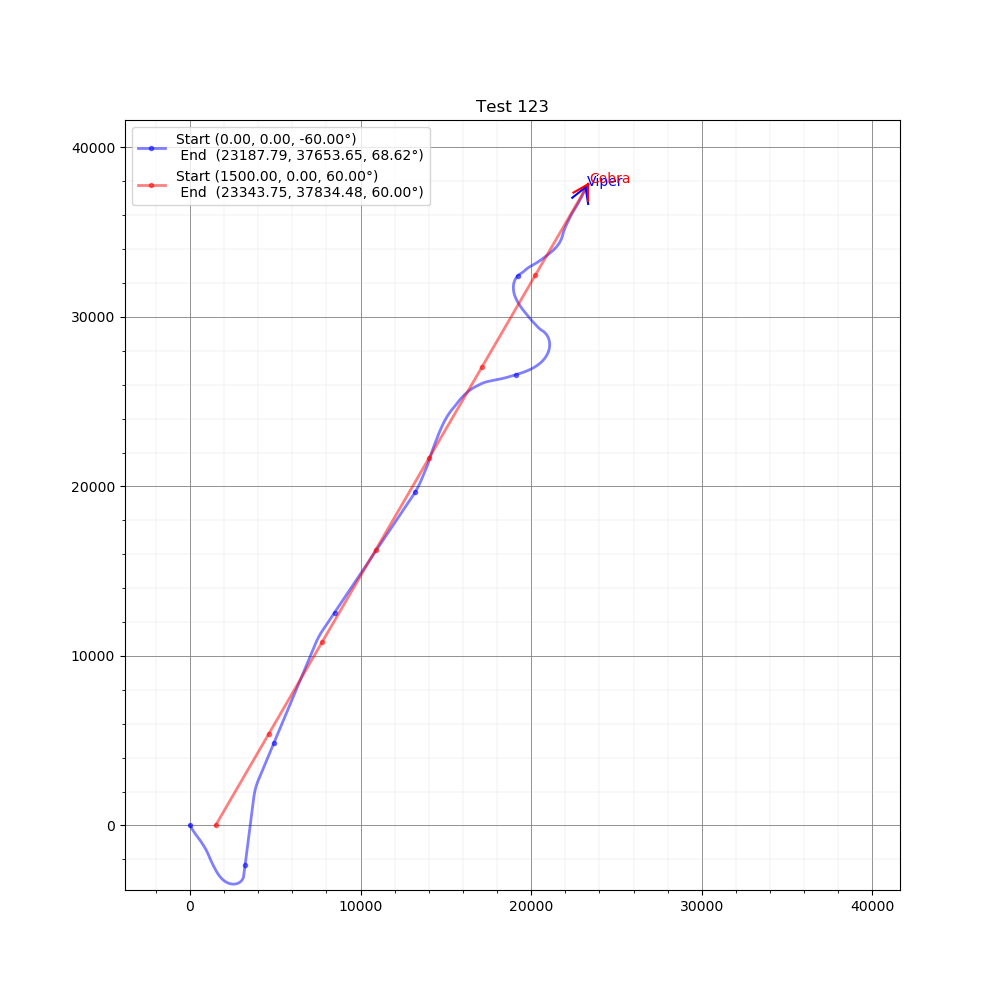 Test 123
Start (0.00, 0.00, -60.00°)
End (23187.79, 37653.65, 68.62°)
Start (1500.00, 0.00, 60.00°)
End (23343.75, 37834.48, 60.00°)
Cobra
Viper
40000
30000
20000
10000
0
0 10000 20000 30000 40000